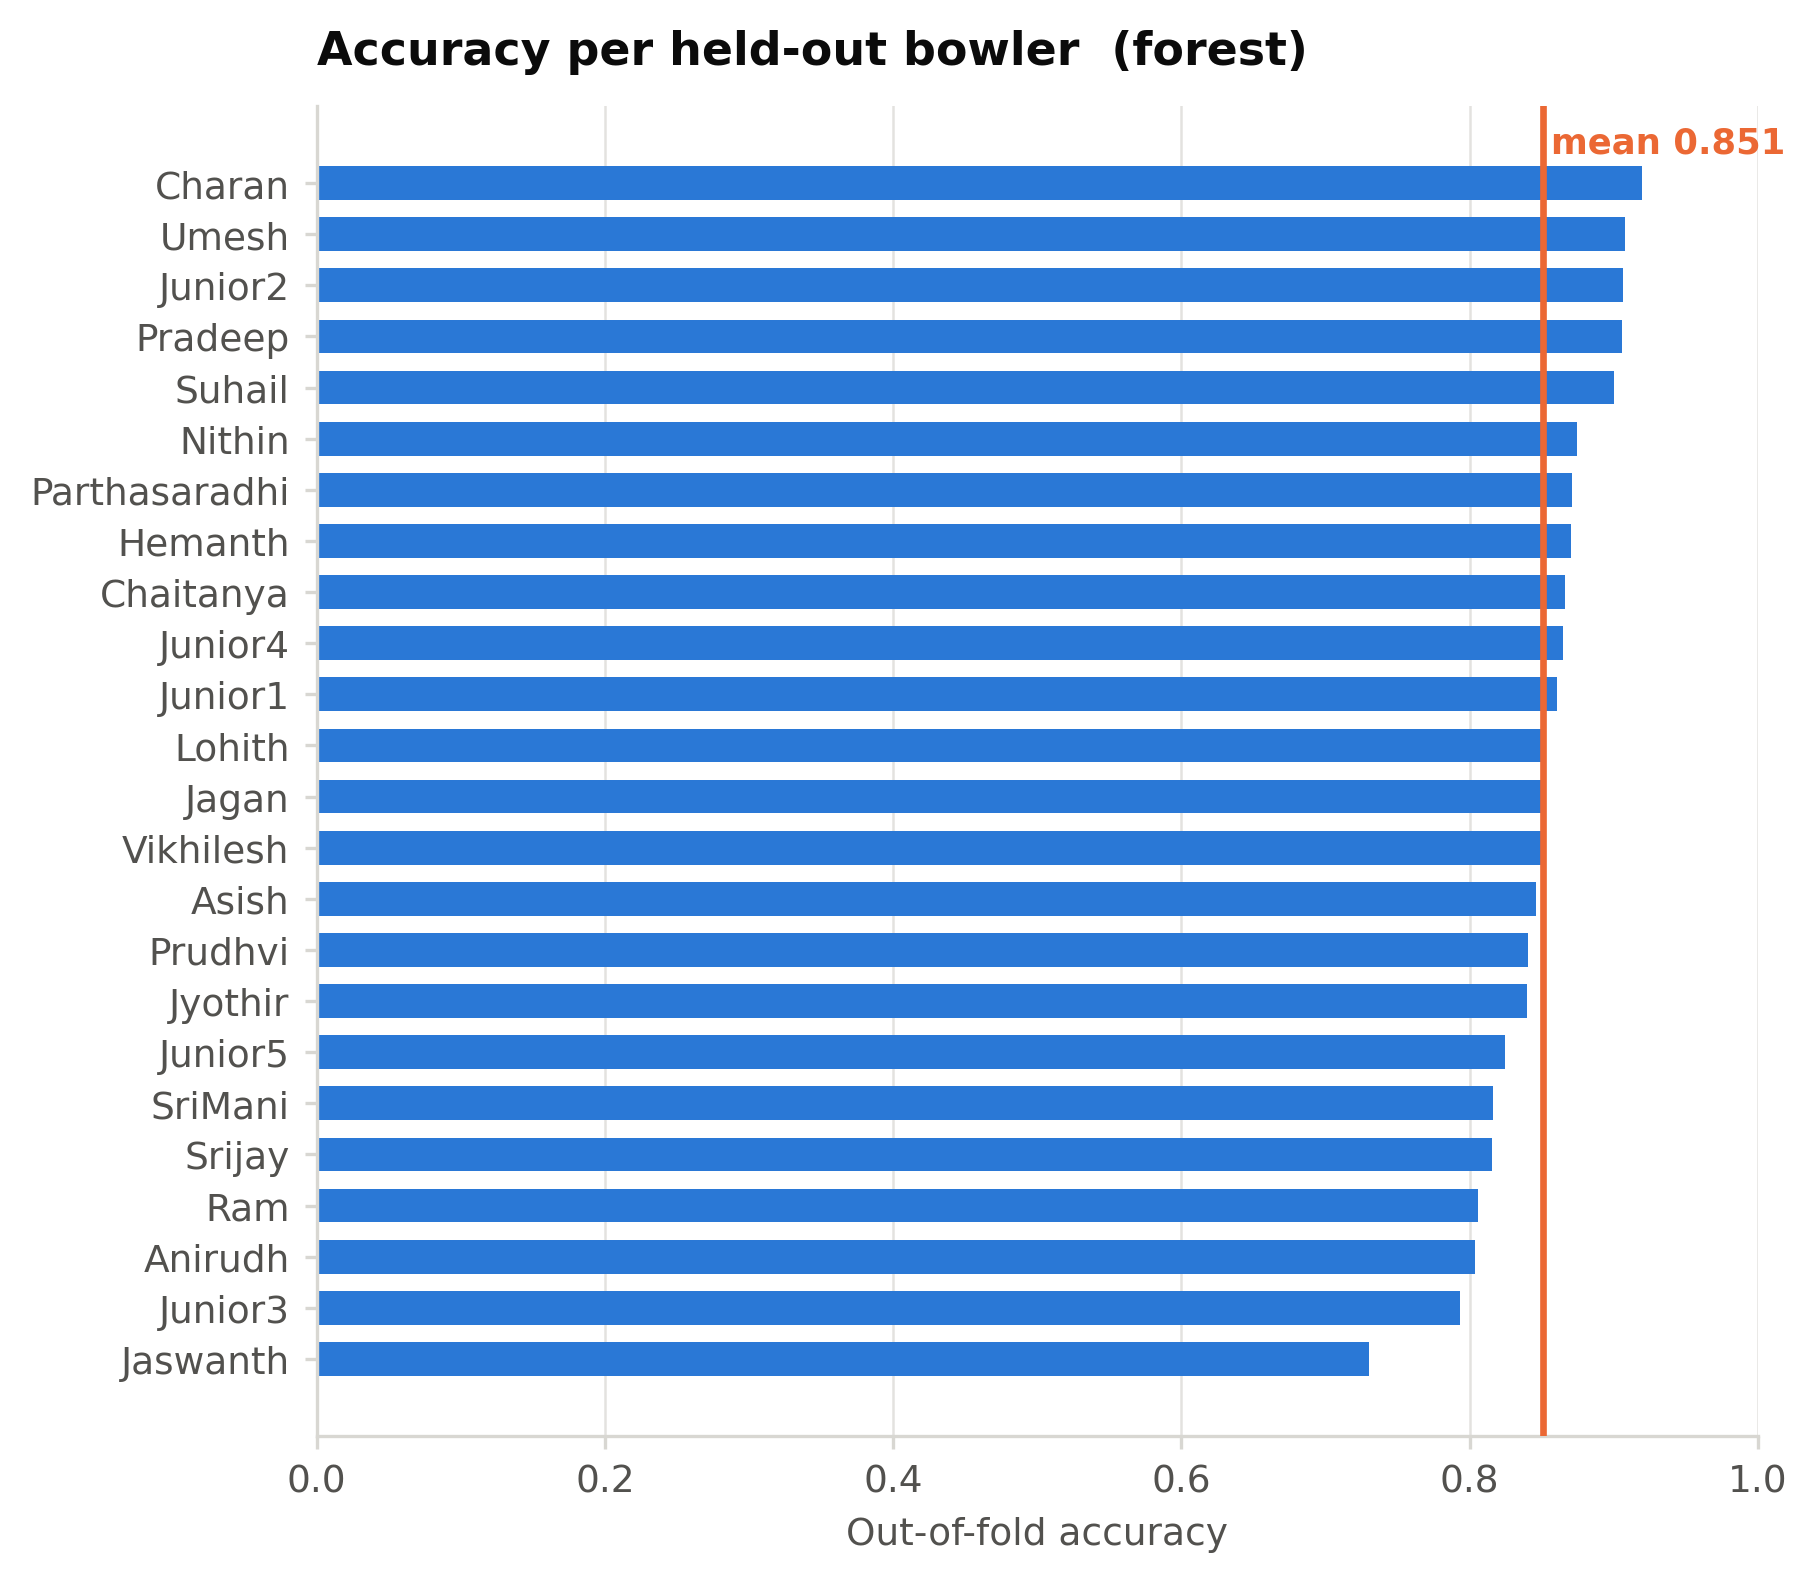 Accuracy per held-out bowler  (forest)
mean 0.851
Charan
Umesh
Junior2
Pradeep
Suhail
Nithin
Parthasaradhi
Hemanth
Chaitanya
Junior4
Junior1
Lohith
Jagan
Vikhilesh
Asish
Prudhvi
Jyothir
Junior5
SriMani
Srijay
Ram
Anirudh
Junior3
Jaswanth
0.0 0.2 0.4 0.6 0.8 1.0
Out-of-fold accuracy